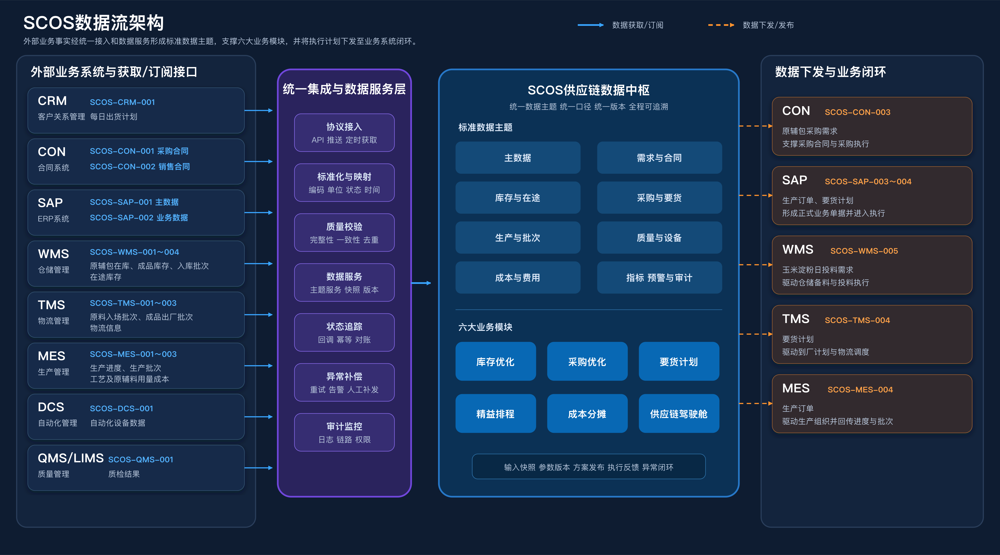 SCOS数据流架构
外部业务事实经统一接入和数据服务形成标准数据主题，支撑六大业务模块，并将执行计划下发至业务系统闭环。
数据获取/订阅
数据下发/发布
外部业务系统与获取/订阅接口
CRM SCOS-CRM-001
客户关系管理 每日出货计划
CON
合同系统
SCOS-CON-001 采购合同
SCOS-CON-002 销售合同
SAP
ERP系统
SCOS-SAP-001 主数据
SCOS-SAP-002 业务数据
WMS
仓储管理
SCOS-WMS-001～004
原辅包在库、成品库存、入库批次
在途库存
TMS
物流管理
SCOS-TMS-001～003
原料入场批次、成品出厂批次
物流信息
MES
生产管理
SCOS-MES-001～003
生产进度、生产批次
工艺及原辅料用量成本
DCS SCOS-DCS-001
自动化管理 自动化设备数据
QMS/LIMS SCOS-QMS-001
质量管理 质检结果
统一集成与数据服务层
协议接入
API 推送 定时获取
标准化与映射
编码 单位 状态 时间
质量校验
完整性 一致性 去重
数据服务
主题服务 快照 版本
状态追踪
回调 幂等 对账
异常补偿
重试 告警 人工补发
审计监控
日志 链路 权限
SCOS供应链数据中枢
统一数据主题 统一口径 统一版本 全程可追溯
标准数据主题
主数据
需求与合同
库存与在途
采购与要货
生产与批次
质量与设备
成本与费用
指标 预警与审计
六大业务模块
库存优化
采购优化
要货计划
精益排程
成本分摊
供应链驾驶舱
输入快照 参数版本 方案发布 执行反馈 异常闭环
数据下发与业务闭环
CON SCOS-CON-003
原辅包采购需求
支撑采购合同与采购执行
SAP SCOS-SAP-003～004
生产订单、要货计划
形成正式业务单据并进入执行
WMS SCOS-WMS-005
玉米淀粉日投料需求
驱动仓储备料与投料执行
TMS SCOS-TMS-004
要货计划
驱动到厂计划与物流调度
MES SCOS-MES-004
生产订单
驱动生产组织并回传进度与批次